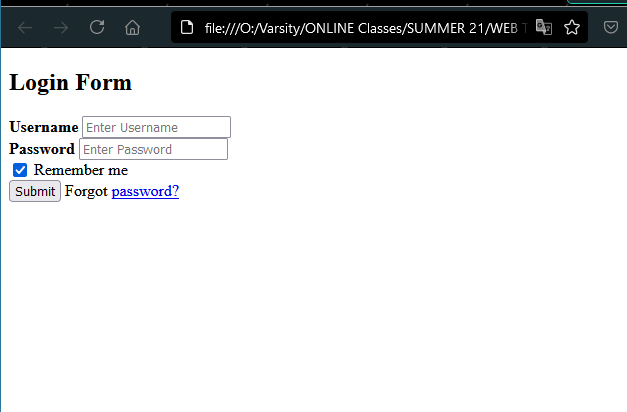 file:///O:/Varsity/ONLINE Classes/SUMMER 21/WEB
Login Form
Username Enter Username
Password Enter Password
Remember me
Submit Forgot password?